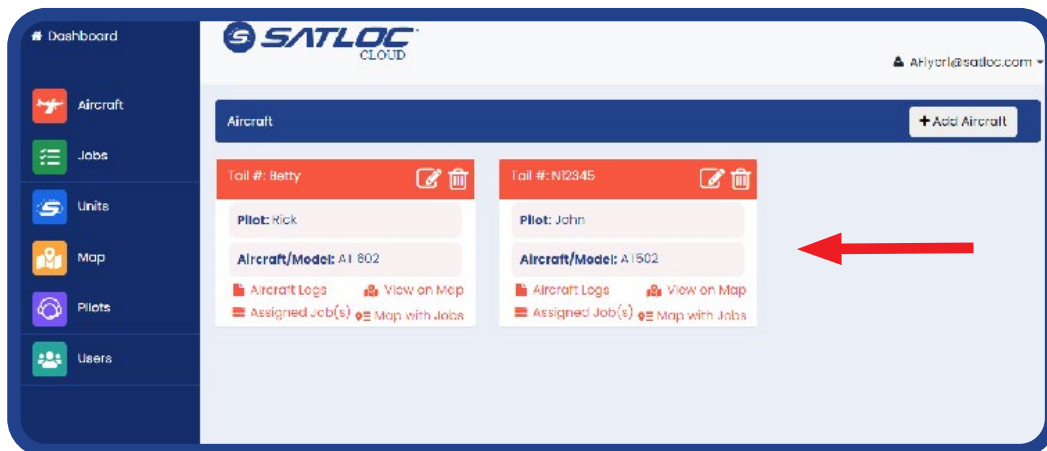 Dashboard
Aircraft
Jobs
Units
Map
Pilots
Users
SATLOC
CLOUD
AFlyer1@satloc.com
Aircraft
+ Add Aircraft
Tail #: Betty
Pilot: Rick
Aircraft/Model: AT 602
Aircraft Logs View on Map
Assigned Job(s) Map with Jobs
Tail #: N12345
Pilot: John
Aircraft/Model: AT502
Aircraft Logs View on Map
Assigned Job(s) Map with Jobs